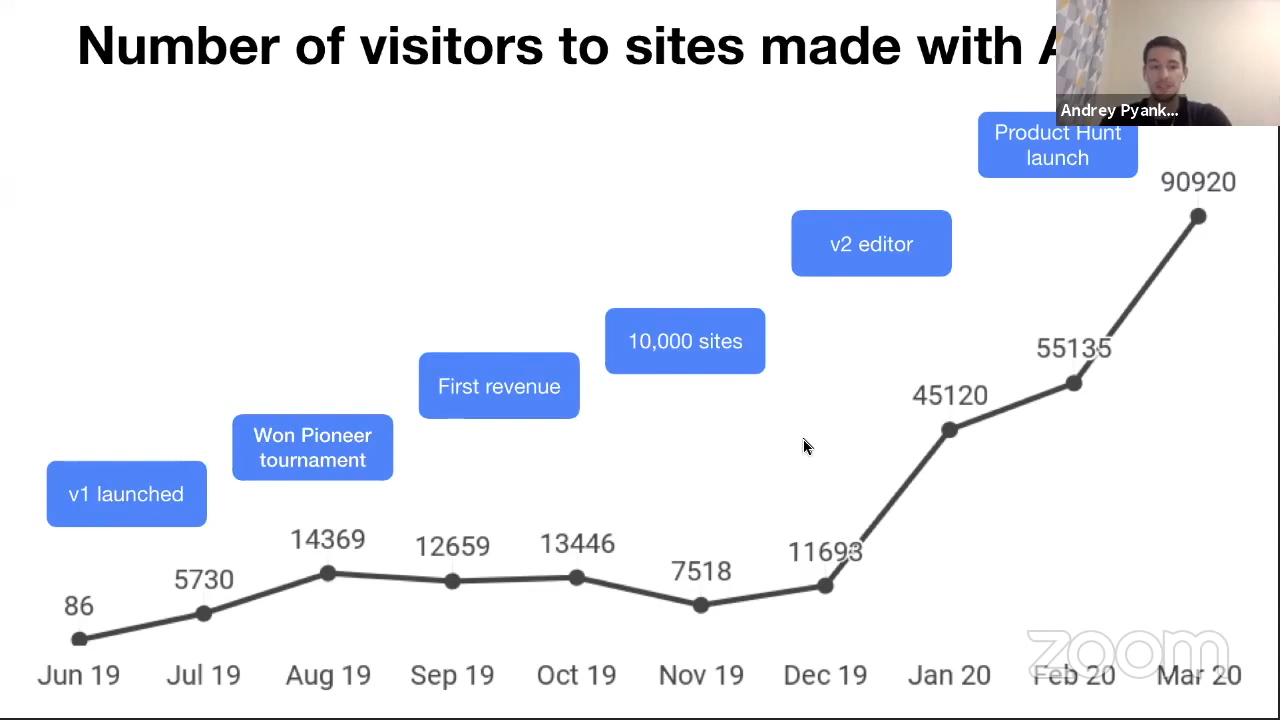 Number of visitors to sites made with
Andrey Pyank...
Product Hunt
launch
90920
v2 editor
10,000 sites
55135
First revenue
45120
Won Pioneer
tournament
v1 launched
14369
12659
13446
11693
7518
5730
86
Jun 19
Jul 19
Aug 19
Sep 19
Oct 19
Nov 19
Dec 19
Jan 20
Feb 20
Mar 20
zoom